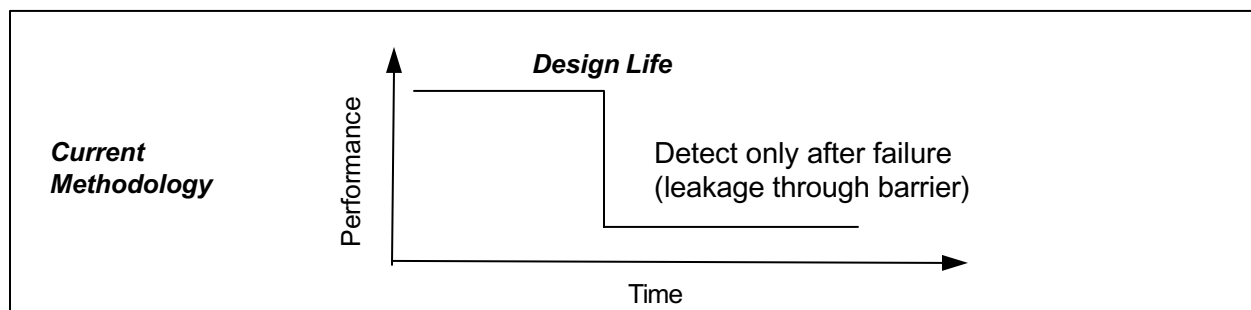 Design Life
Current
Methodology
Performance
Detect only after failure
(leakage through barrier)
Time